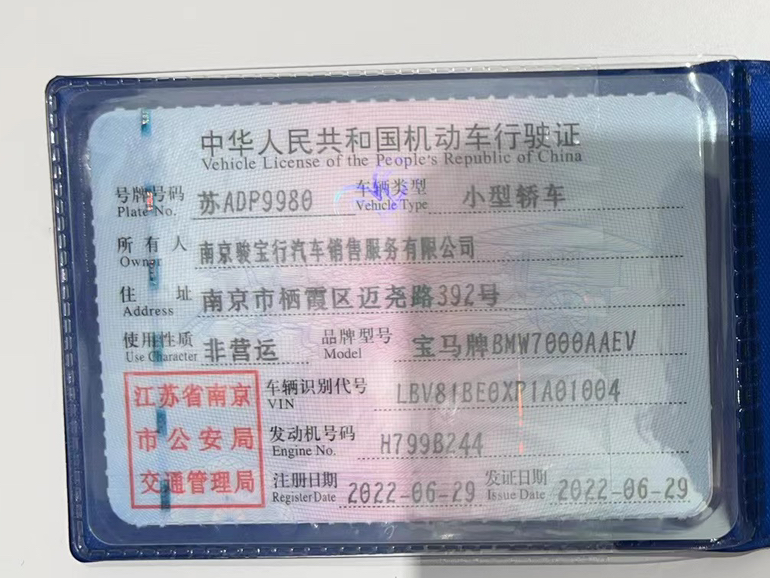 中华人民共和国机动车行驶证
Vehicle License of the People's Republic of China
号牌号码 Plate No. 苏ADP9980 车辆类型 Vehicle Type 小型轿车
所有人 Owner 南京骏宝行汽车销售服务有限公司
住址 Address 南京市栖霞区迈尧路392号
使用性质 Use Character 非营运 品牌型号 Model 宝马牌BMW7000AAEV
江苏省南京
市公安局
交通管理局
车辆识别代号 VIN LBV81BE0XP1A01004
发动机号码 Engine No. H799B244
注册日期 Register Date 2022-06-29 发证日期 Issue Date 2022-06-29